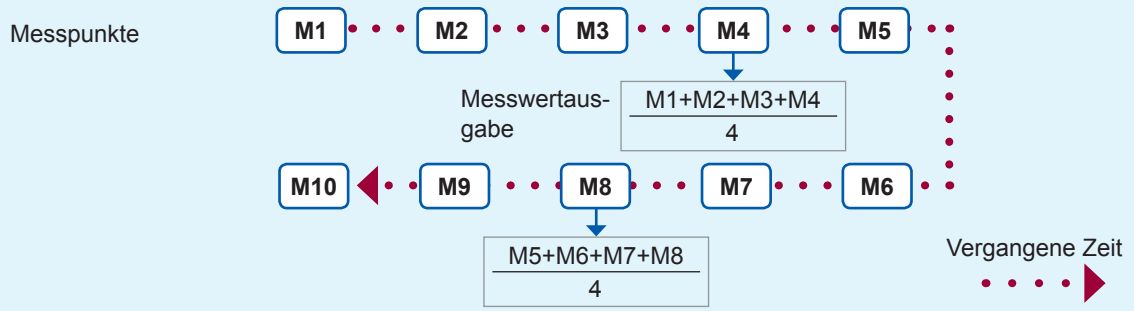 Messpunkte
M1 M2 M3 M4 M5
Messwertaus-
gabe
M1+M2+M3+M4
4
M10 M9 M8 M7 M6
M5+M6+M7+M8
4
Vergangene Zeit